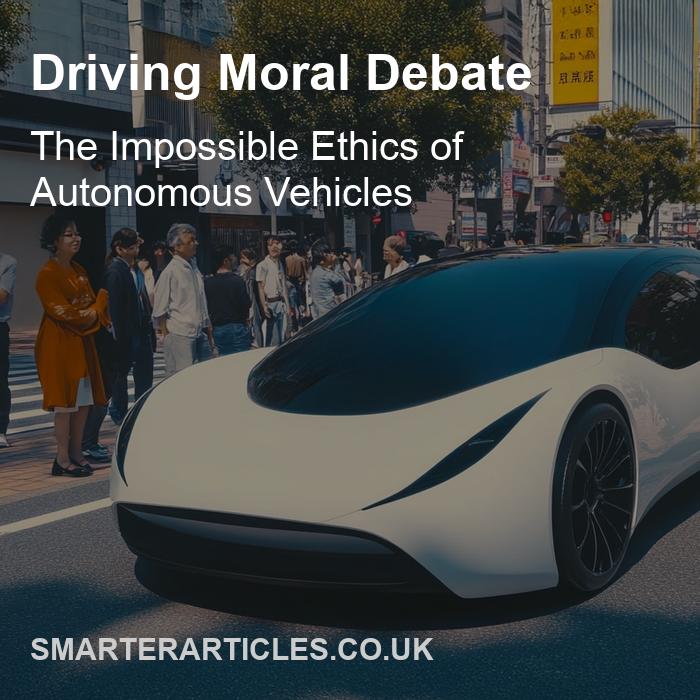 Driving Moral Debate
The Impossible Ethics of
Autonomous Vehicles
SMARTERARTICLES.CO.UK